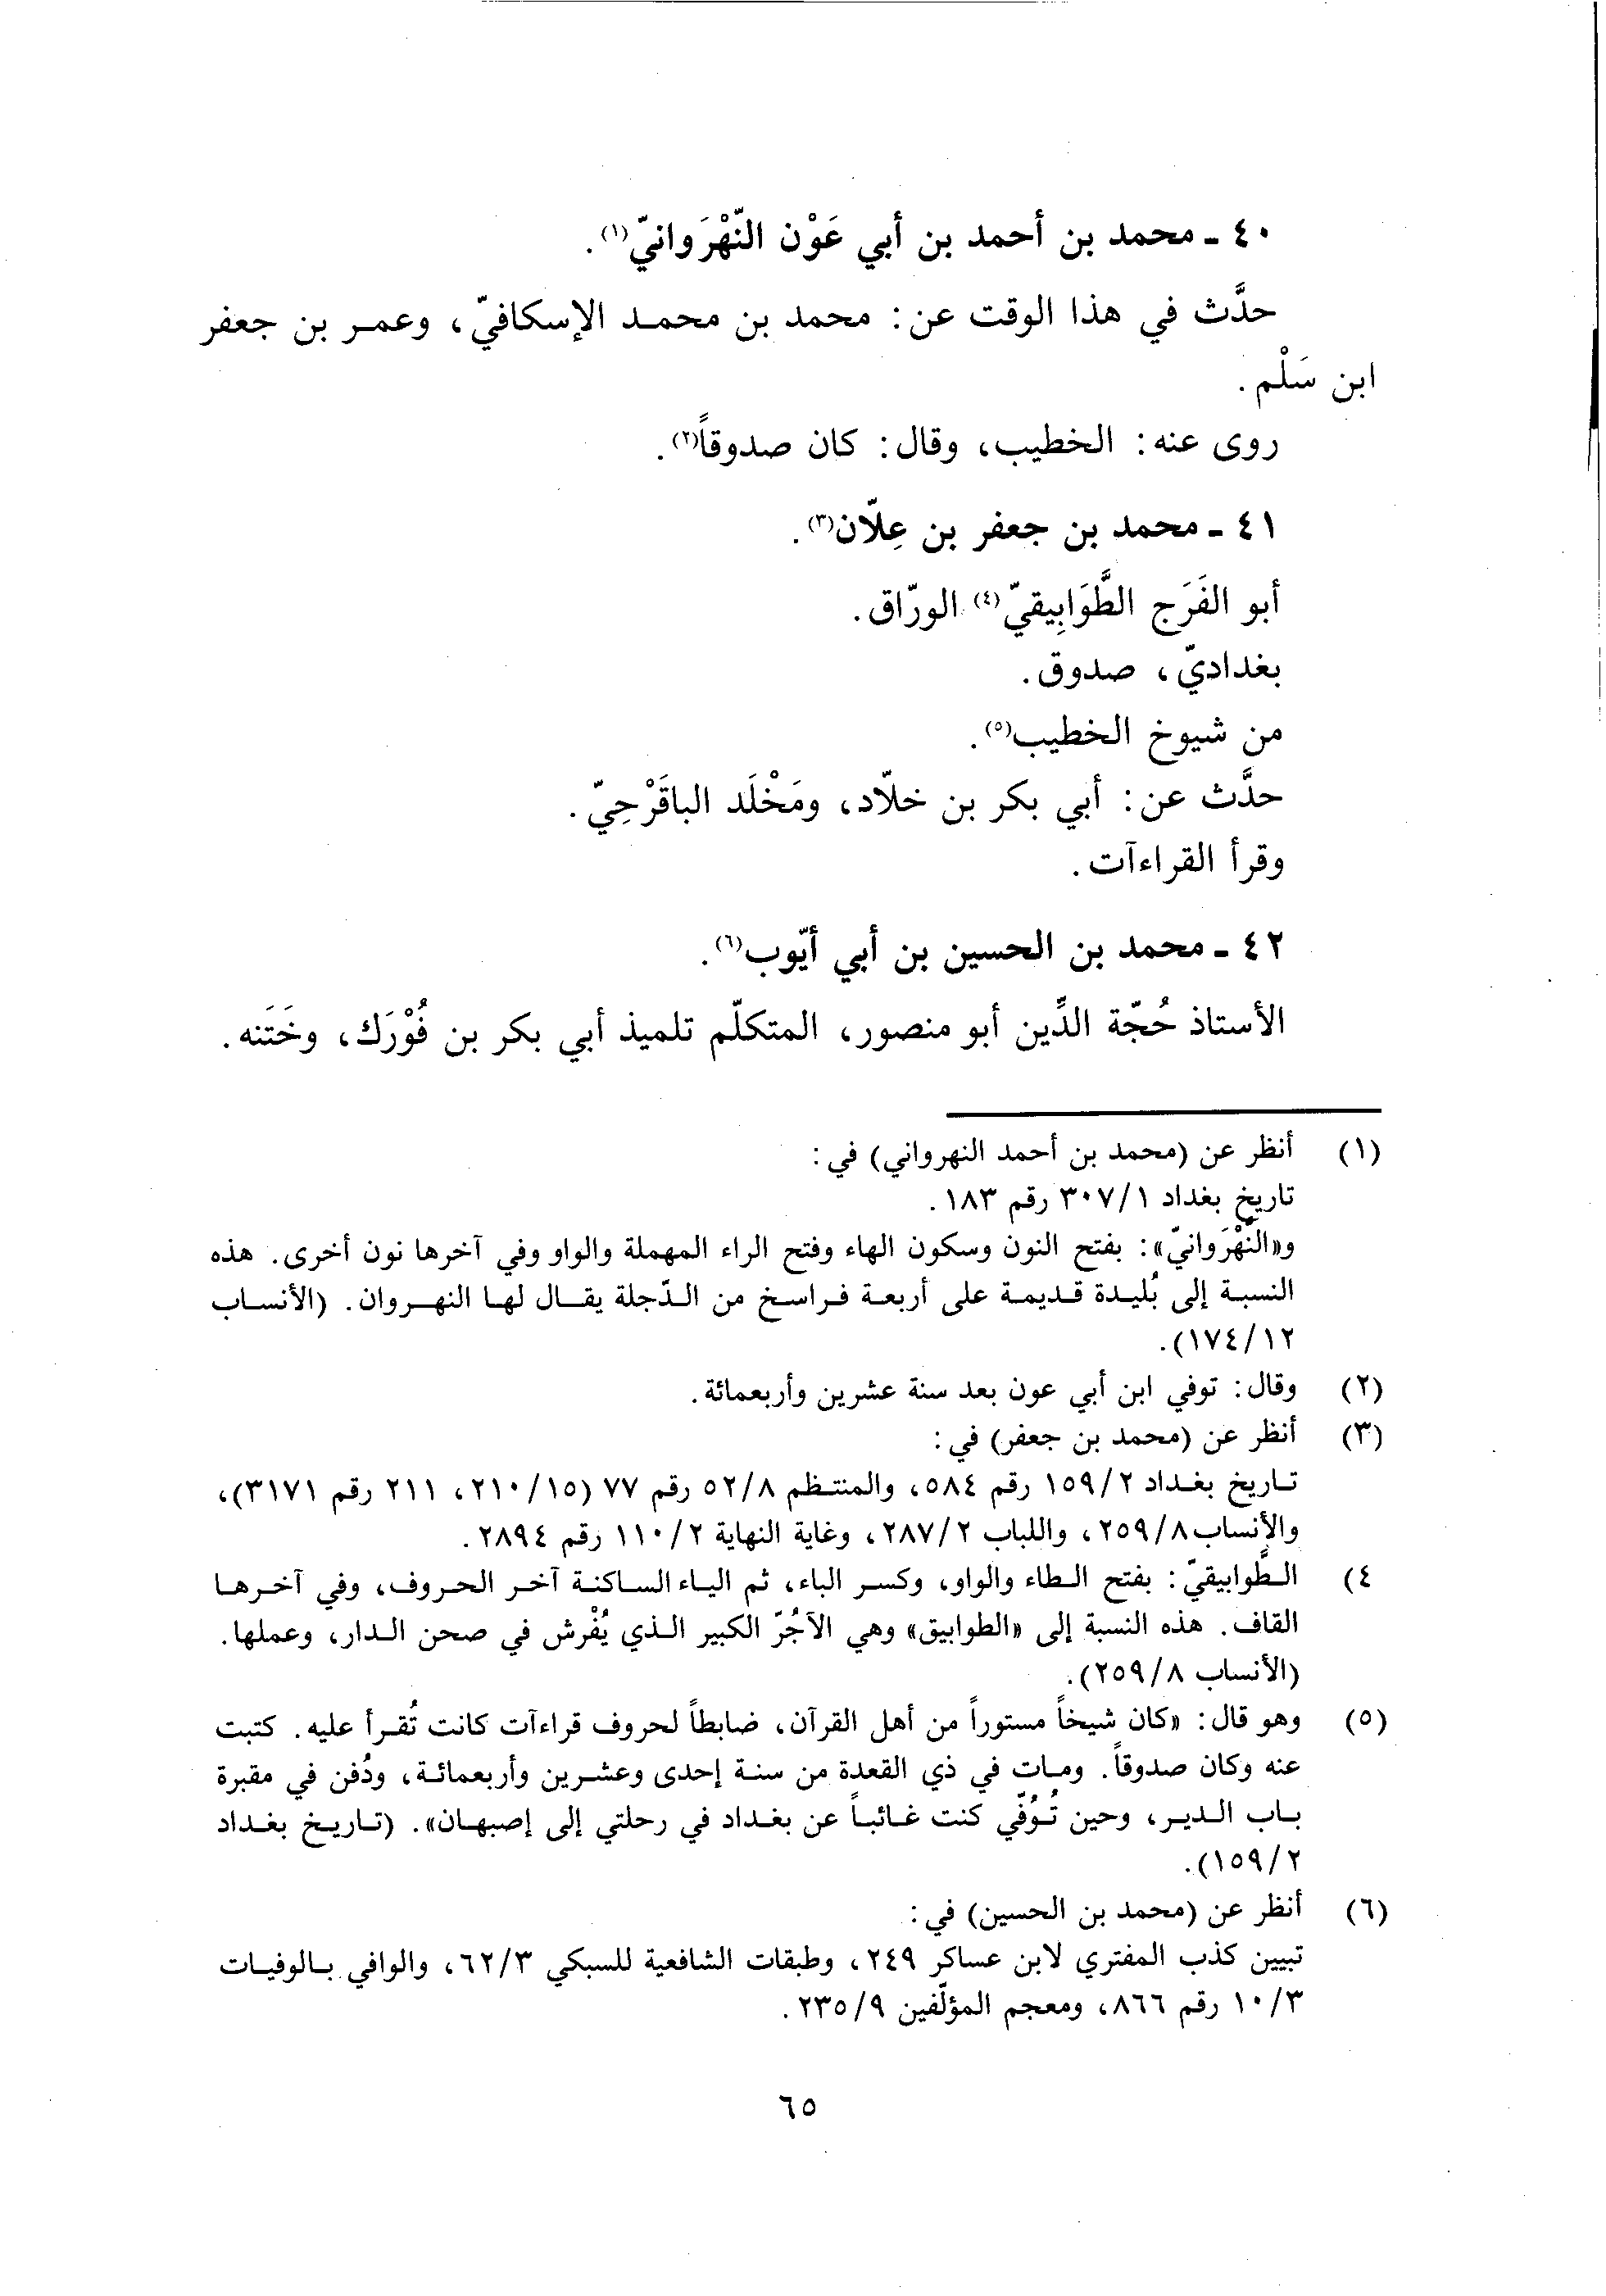 ٤٠ ـ محمد بن أحمد بن أبي عَوْن النّهْرَوانيّ(١).
حدَّث في هذا الوقت عن: محمد بن محمد الإسكافيّ، وعمر بن جعفر
ابن سَلْم.
روى عنه: الخطيب، وقال: كان صدوقاً(٢).
٤١ ـ محمد بن جعفر بن عِلّان(٣).
أبو الفَرَج الطَّوَابِيقيّ(٤) الورّاق.
بغداديّ، صدوق.
من شيوخ الخطيب(٥).
حدَّث عن: أبي بكر بن خلّاد، ومَخْلَد الباقَرْحِيّ.
وقرأ القراءآت.
٤٢ ـ محمد بن الحسين بن أبي أيّوب(٦).
الأستاذ حُجّة الدِّين أبو منصور، المتكلّم تلميذ أبي بكر بن فُوْرَك، وخَتَنه.
(١) أنظر عن (محمد بن أحمد النهرواني) في:
تاريخ بغداد ٣٠٧/١ رقم ١٨٣.
و«النَّهْرَوانيّ»: بفتح النون وسكون الهاء وفتح الراء المهملة والواو وفي آخرها نون أخرى. هذه
النسبة إلى بُليدة قديمة على أربعة فراسخ من الدّجلة يقال لها النهروان. (الأنساب
١٧٤/١٢).
(٢) وقال: توفي ابن أبي عون بعد سنة عشرين وأربعمائة.
(٣) أنظر عن (محمد بن جعفر) في:
تاريخ بغداد ١٥٩/٢ رقم ٥٨٤، والمنتظم ٥٢/٨ رقم ٧٧ (٢١٠/١٥، ٢١١ رقم ٣١٧١)،
والأنساب ٢٥٩/٨، واللباب ٢٨٧/٢، وغاية النهاية ١١٠/٢ رقم ٢٨٩٤.
٤) الطَّوابيقيّ: بفتح الطاء والواو، وكسر الباء، ثم الياء الساكنة آخر الحروف، وفي آخرها
القاف. هذه النسبة إلى «الطوابيق» وهي الآجُرّ الكبير الذي يُفْرش في صحن الدار، وعملها.
(الأنساب ٢٥٩/٨).
(٥) وهو قال: «كان شيخاً مستوراً من أهل القرآن، ضابطاً لحروف قراءآت كانت تُقرأ عليه. كتبت
عنه وكان صدوقاً. ومات في ذي القعدة من سنة إحدى وعشرين وأربعمائة، ودُفن في مقبرة
باب الدير، وحين تُوُفّي كنت غائباً عن بغداد في رحلتي إلى إصبهان». (تاريخ بغداد
١٥٩/٢).
(٦) أنظر عن (محمد بن الحسين) في:
تبيين كذب المفتري لابن عساكر ٢٤٩، وطبقات الشافعية للسبكي ٦٢/٣، والوافي بالوفيات
١٠/٣ رقم ٨٦٦، ومعجم المؤلّفين ٢٣٥/٩.
٦٥